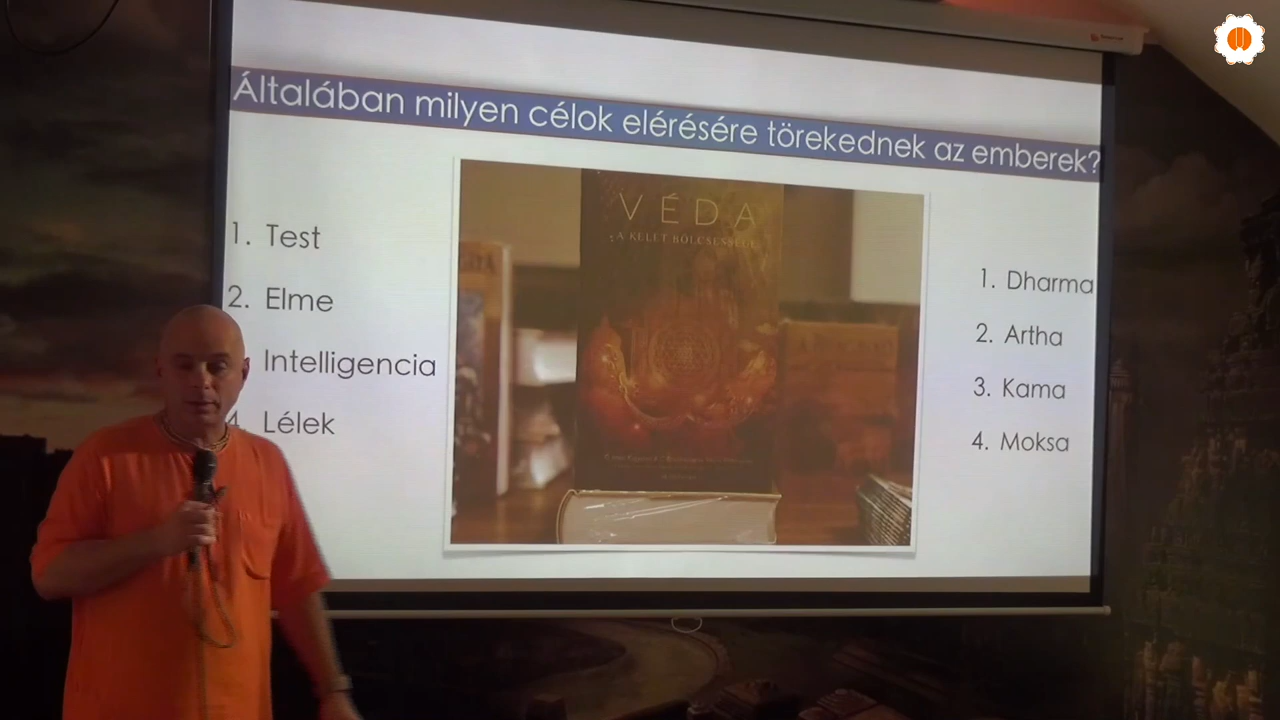 Általában milyen célok elérésére törekednek az emberek?
1. Test
2. Elme
Intelligencia
4. Lélek
VÉDA
A KELET BÖLCSESSÉGE
1. Dharma
2. Artha
3. Kama
4. Moksa